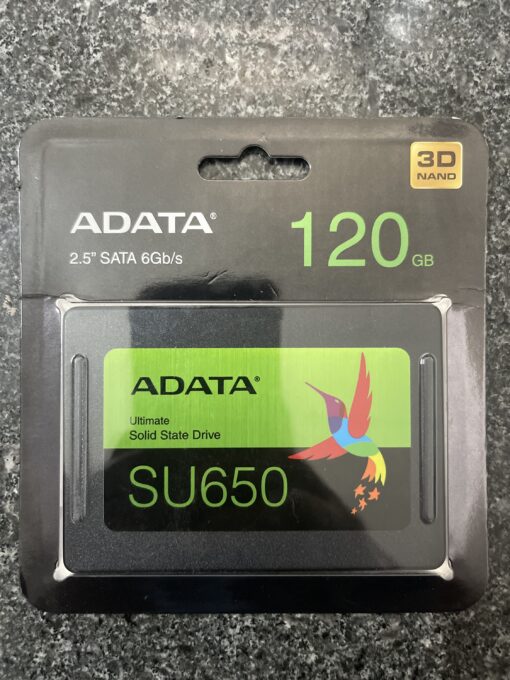 3D
NAND
ADATA®
120 GB
2.5" SATA 6Gb/s
ADATA®
Ultimate
Solid State Drive
SU650